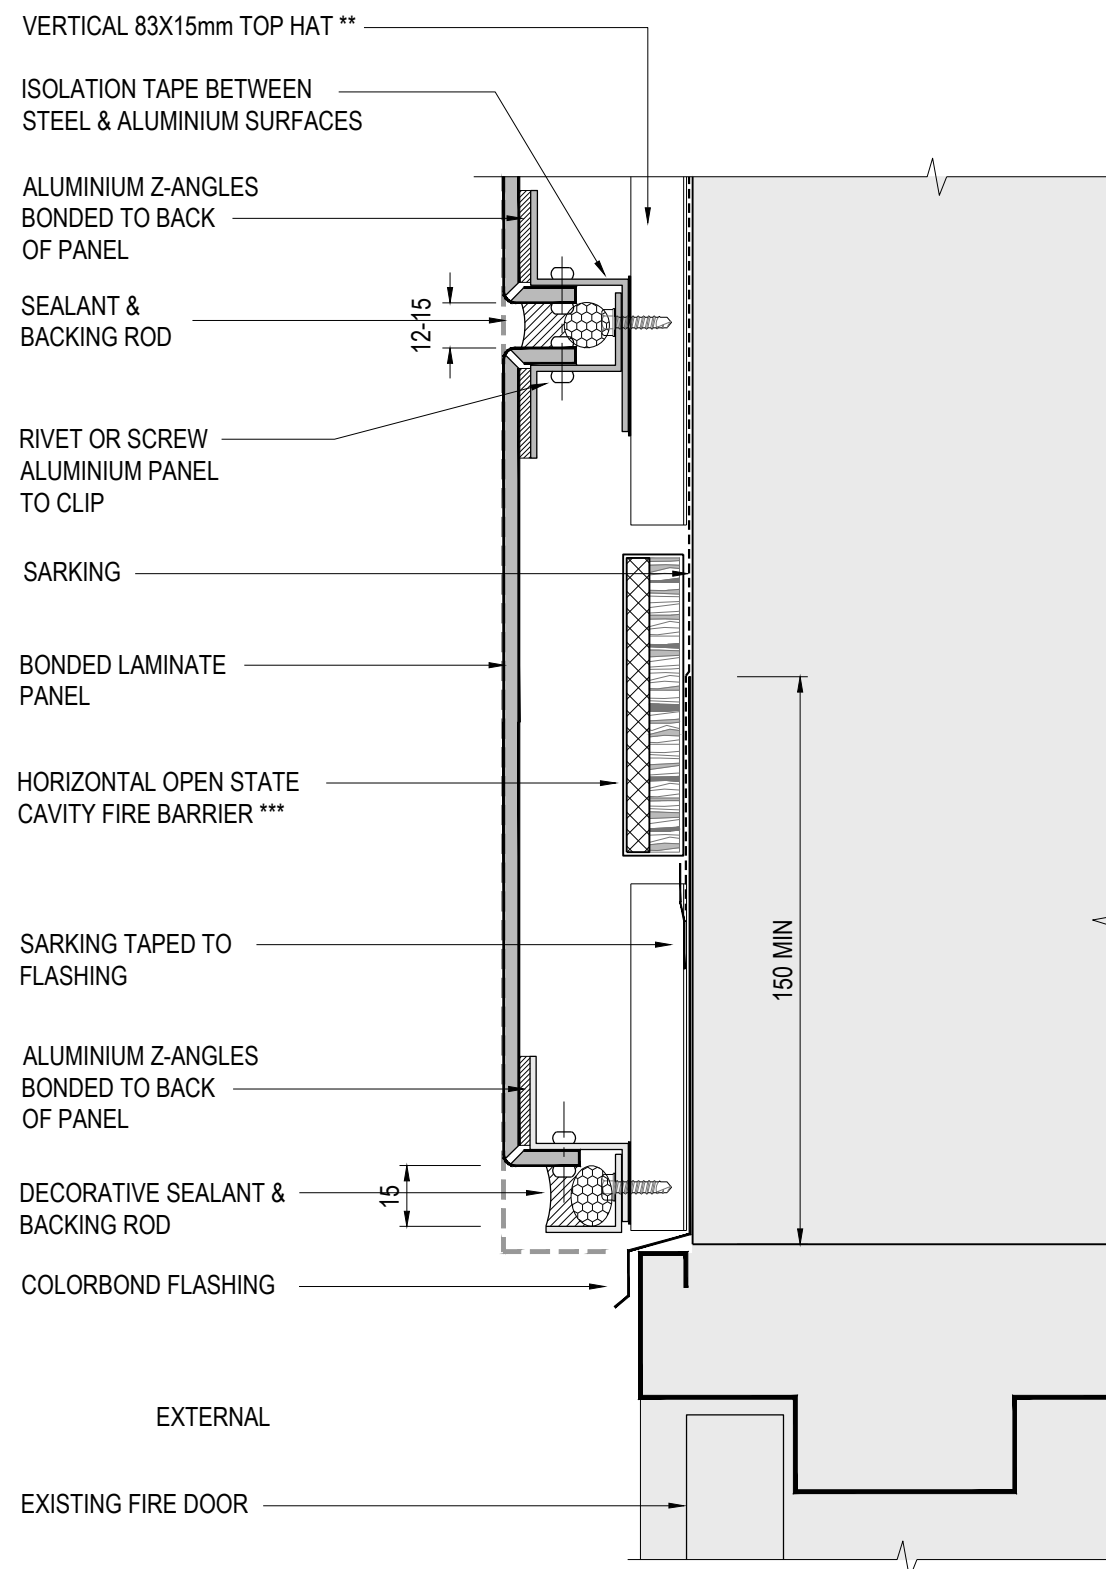 VERTICAL 83X15mm TOP HAT **
ISOLATION TAPE BETWEEN
STEEL & ALUMINIUM SURFACES
ALUMINIUM Z-ANGLES
BONDED TO BACK
OF PANEL
SEALANT &
BACKING ROD
12-15
RIVET OR SCREW
ALUMINIUM PANEL
TO CLIP
SARKING
BONDED LAMINATE
PANEL
HORIZONTAL OPEN STATE
CAVITY FIRE BARRIER ***
SARKING TAPED TO
FLASHING
150 MIN
ALUMINIUM Z-ANGLES
BONDED TO BACK
OF PANEL
DECORATIVE SEALANT &
BACKING ROD
15
COLORBOND FLASHING
EXTERNAL
EXISTING FIRE DOOR